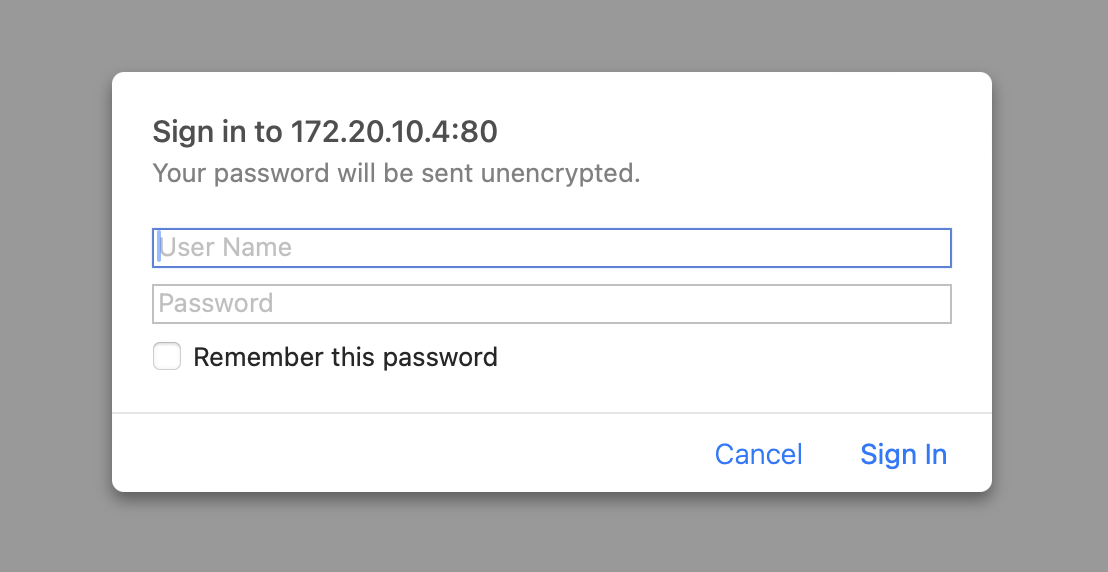 Sign in to 172.20.10.4:80
Your password will be sent unencrypted.
User Name
Password
Remember this password
Cancel Sign In